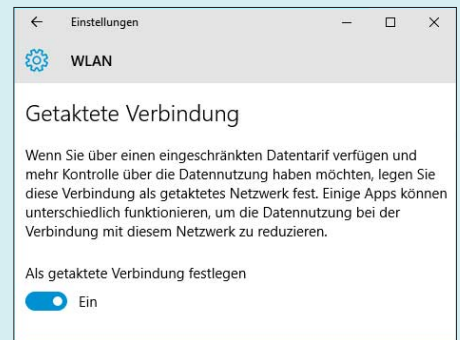 Einstellungen
WLAN
Getaktete Verbindung
Wenn Sie über einen eingeschränkten Datentarif verfügen und
mehr Kontrolle über die Datennutzung haben möchten, legen Sie
diese Verbindung als getaktetes Netzwerk fest. Einige Apps können
unterschiedlich funktionieren, um die Datennutzung bei der
Verbindung mit diesem Netzwerk zu reduzieren.
Als getaktete Verbindung festlegen
Ein